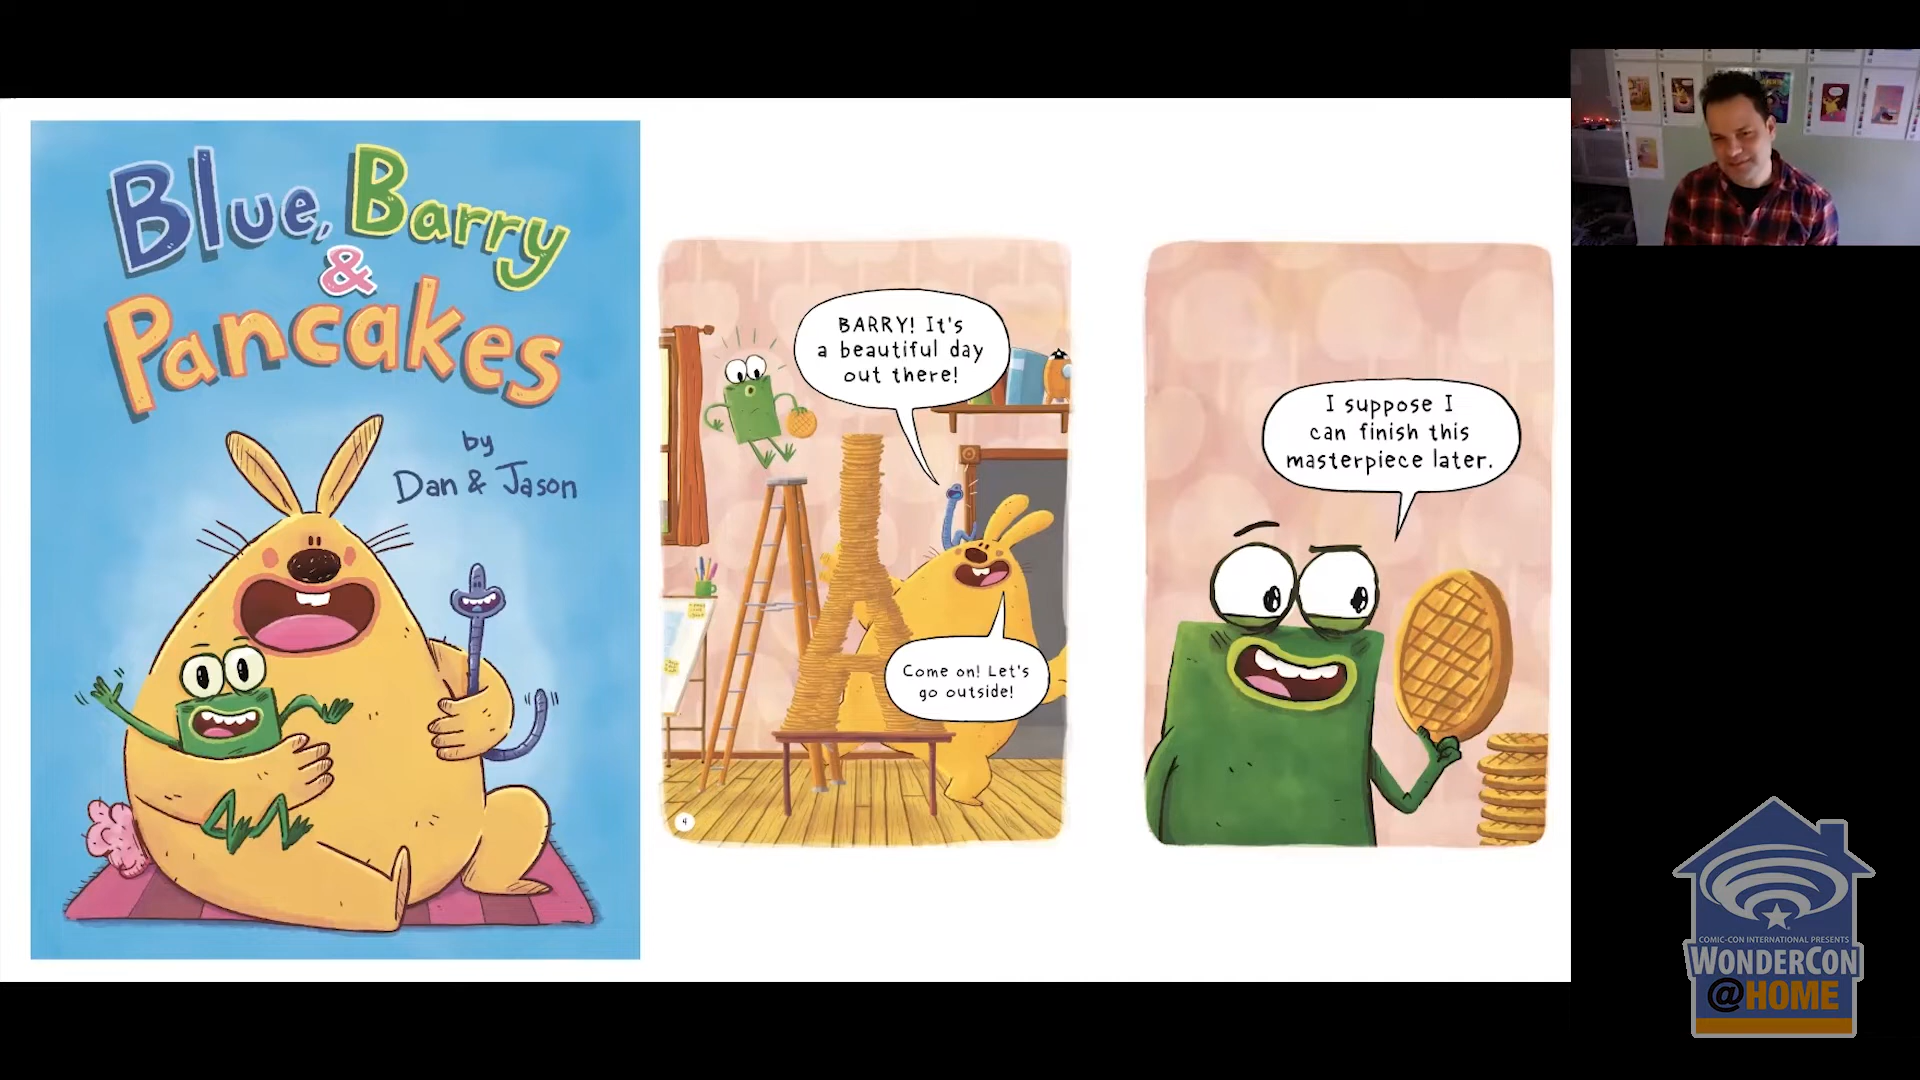 Blue, Barry
&
Pancakes
by
Dan & Jason
BARRY! It's
a beautiful day
out there!
Come on! Let's
go outside!
4
I suppose I
can finish this
masterpiece later.
COMIC-CON INTERNATIONAL PRESENTS
WONDERCON
@HOME